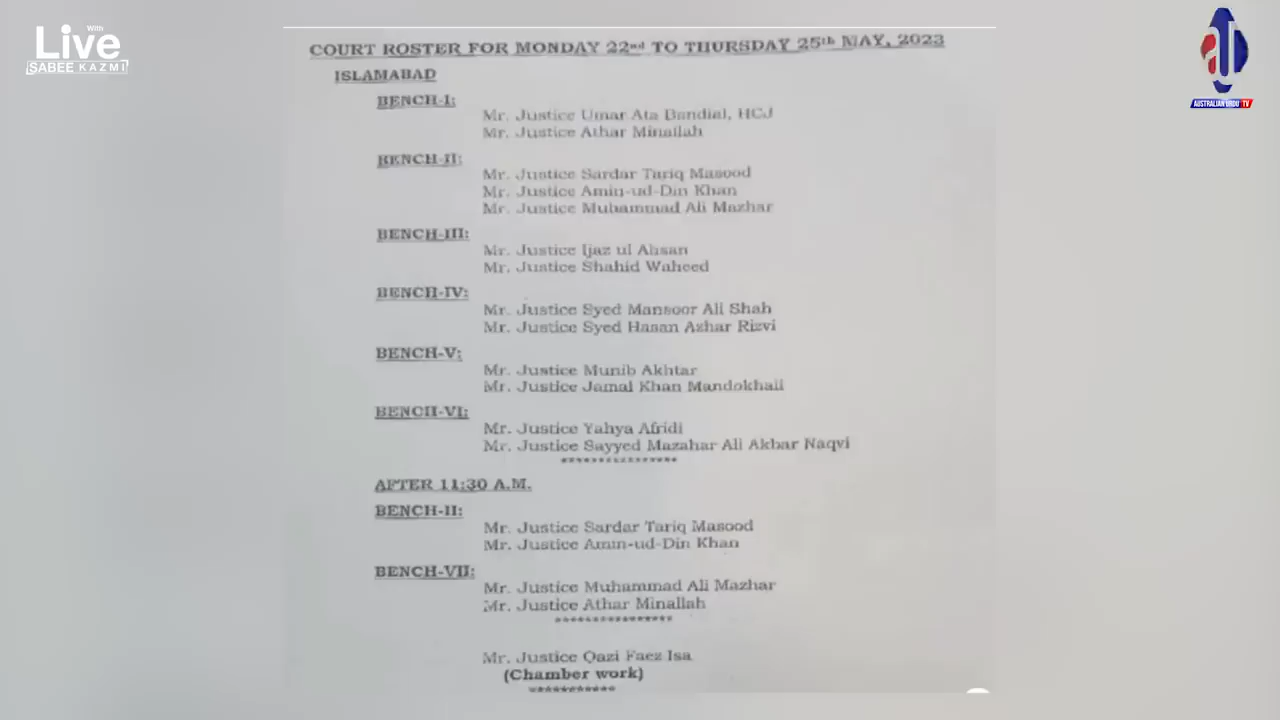 With
Live
SABEE KAZMI
AUSTRALIAN URDU TV
COURT ROSTER FOR MONDAY 22nd TO THURSDAY 25th MAY, 2023
ISLAMABAD
BENCH-I:
Mr. Justice Umar Ata Bandial, HCJ
Mr. Justice Athar Minallah
BENCH-II:
Mr. Justice Sardar Tariq Masood
Mr. Justice Amin-ud-Din Khan
Mr. Justice Muhammad Ali Mazhar
BENCH-III:
Mr. Justice Ijaz ul Ahsan
Mr. Justice Shahid Waheed
BENCH-IV:
Mr. Justice Syed Mansoor Ali Shah
Mr. Justice Syed Hasan Azhar Rizvi
BENCH-V:
Mr. Justice Munib Akhtar
Mr. Justice Jamal Khan Mandokhail
BENCH-VI:
Mr. Justice Yahya Afridi
Mr. Justice Sayyed Mazahar Ali Akbar Naqvi
****************
AFTER 11:30 A.M.
BENCH-II:
Mr. Justice Sardar Tariq Masood
Mr. Justice Amin-ud-Din Khan
BENCH-VII:
Mr. Justice Muhammad Ali Mazhar
Mr. Justice Athar Minallah
****************
Mr. Justice Qazi Faez Isa
(Chamber work)
************